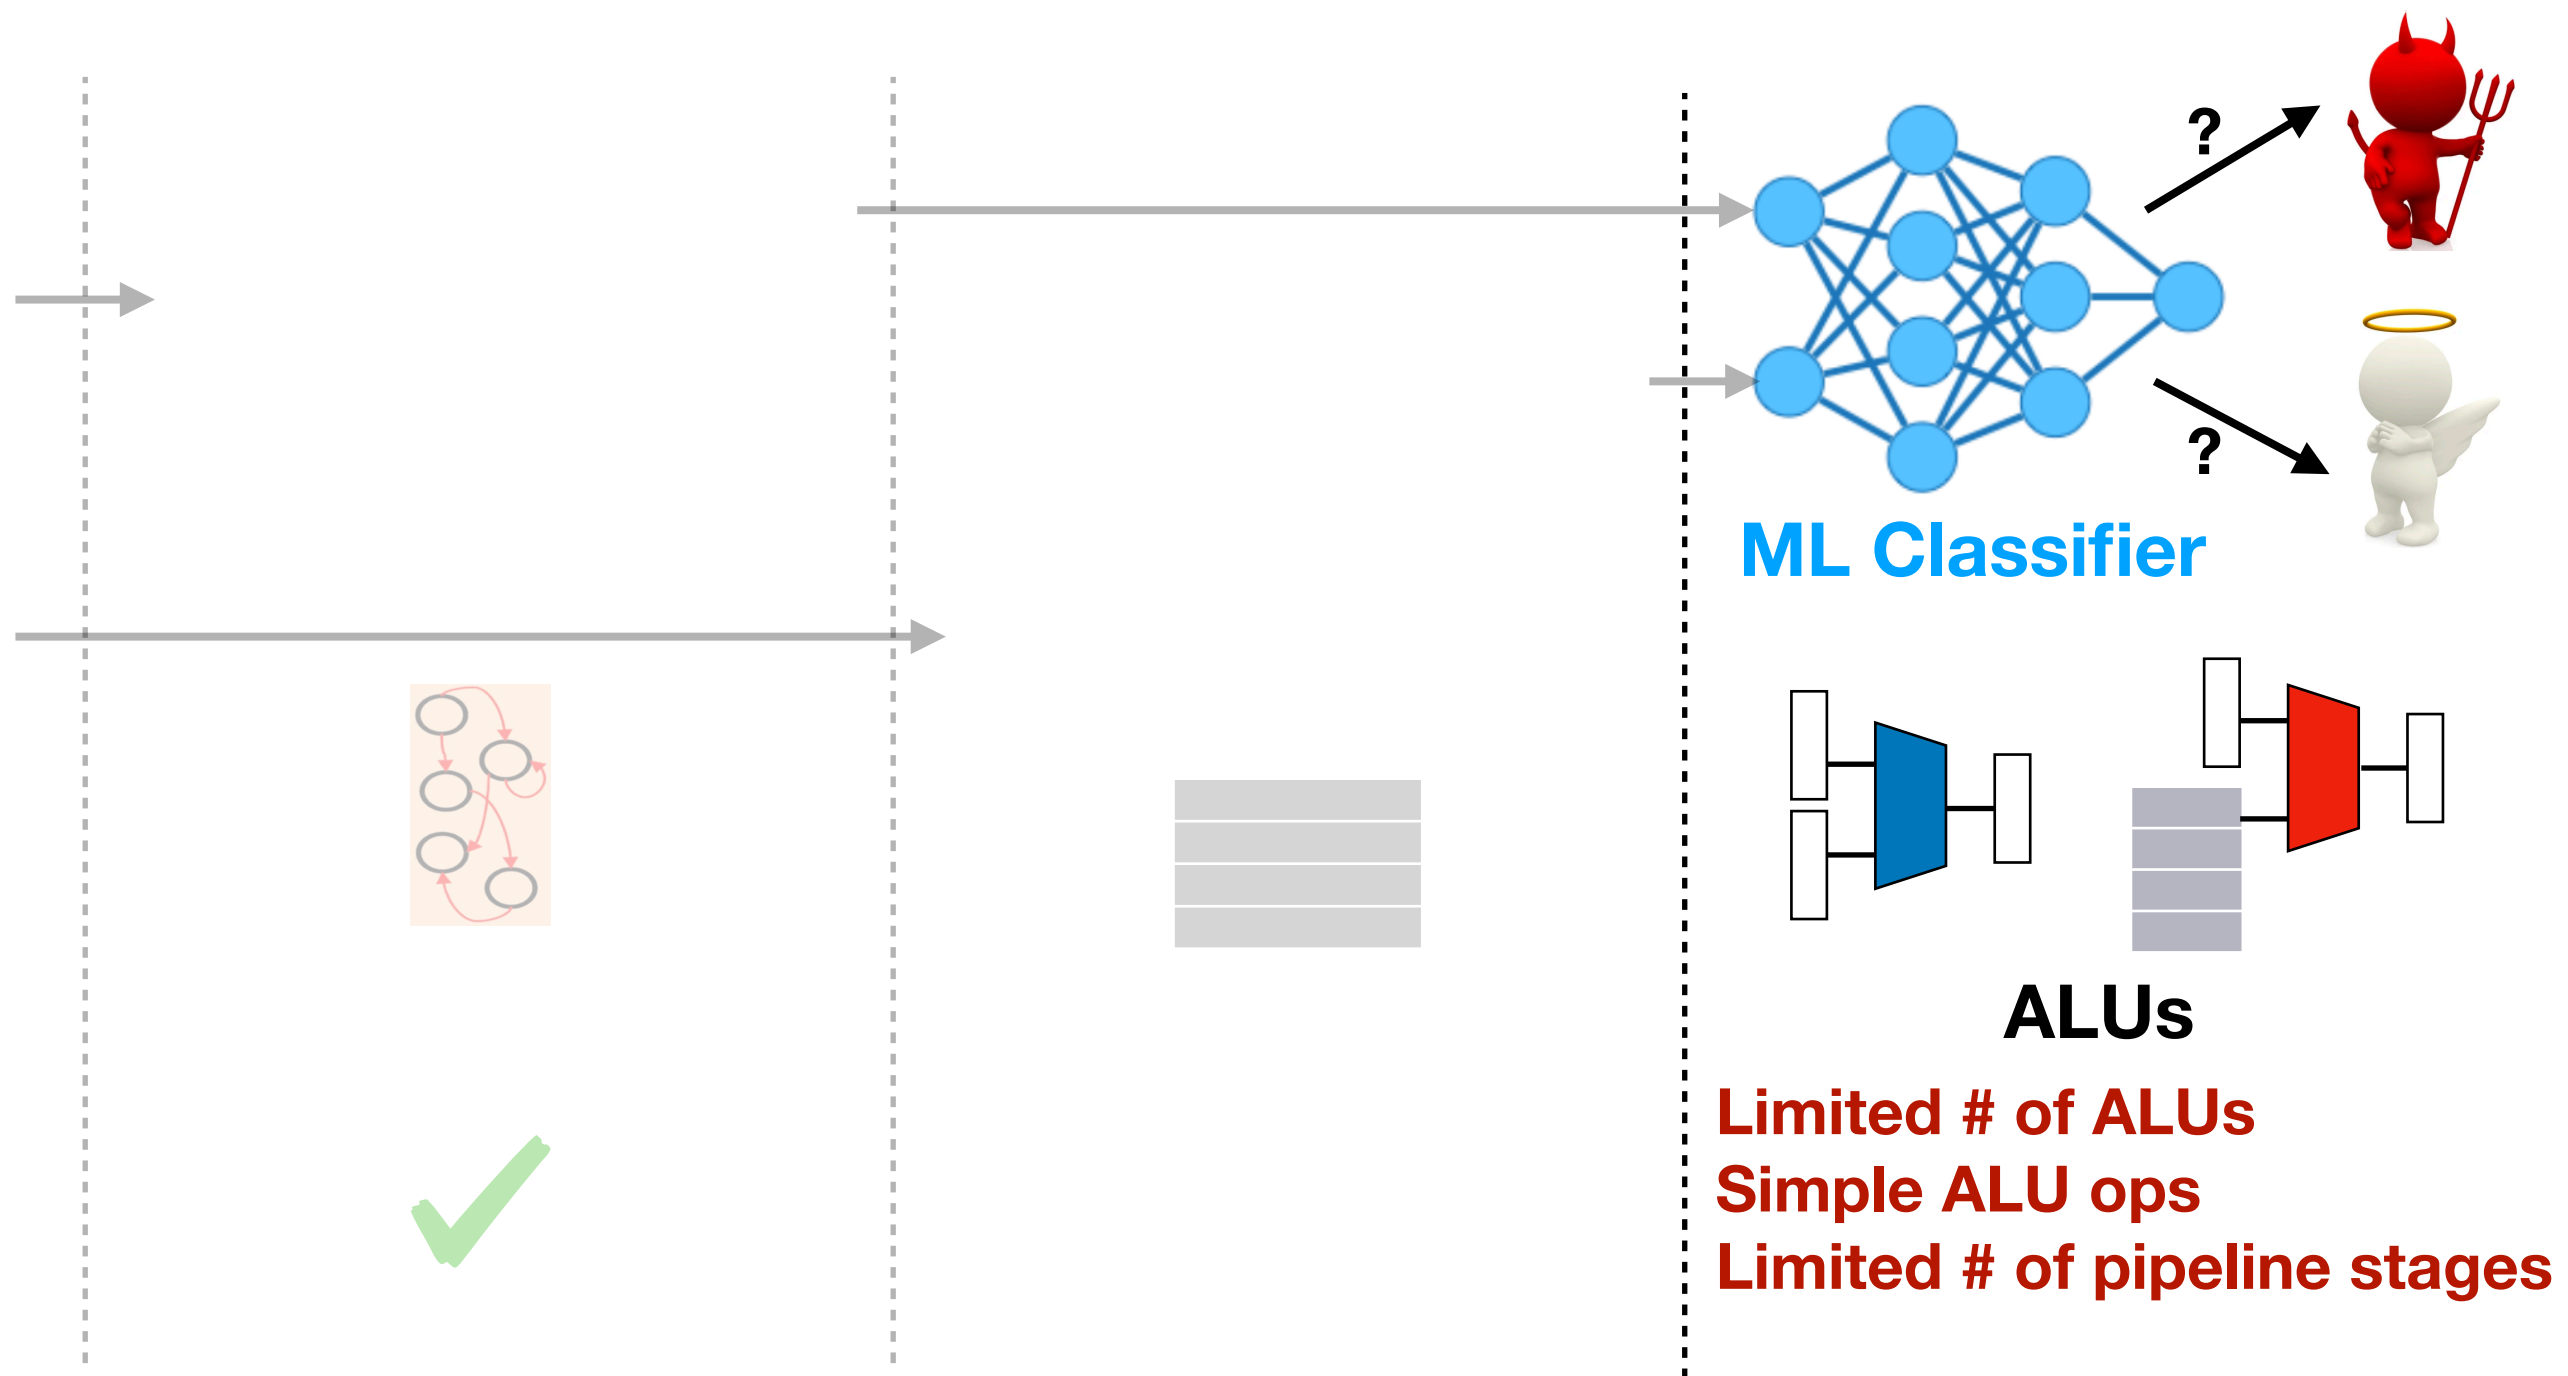 ?
?
ML Classifier
ALUs
Limited # of ALUs
Simple ALU ops
Limited # of pipeline stages